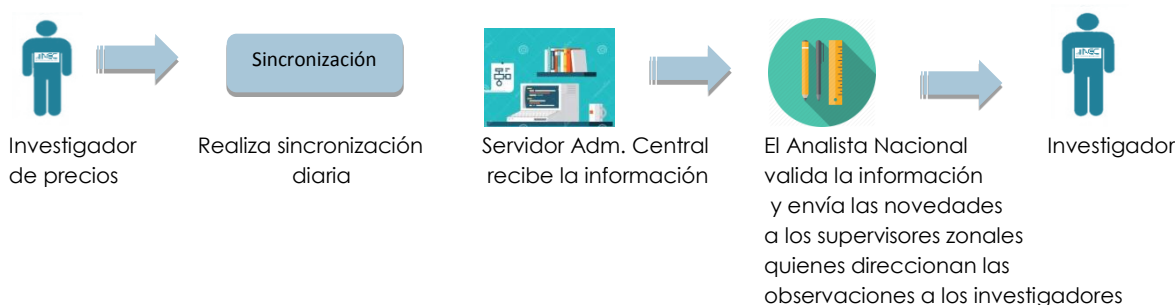 Sincronización
Investigador
de precios
Realiza sincronización
diaria
Servidor Adm. Central
recibe la información
El Analista Nacional
valida la información
y envía las novedades
a los supervisores zonales
quienes direccionan las
observaciones a los investigadores
Investigador